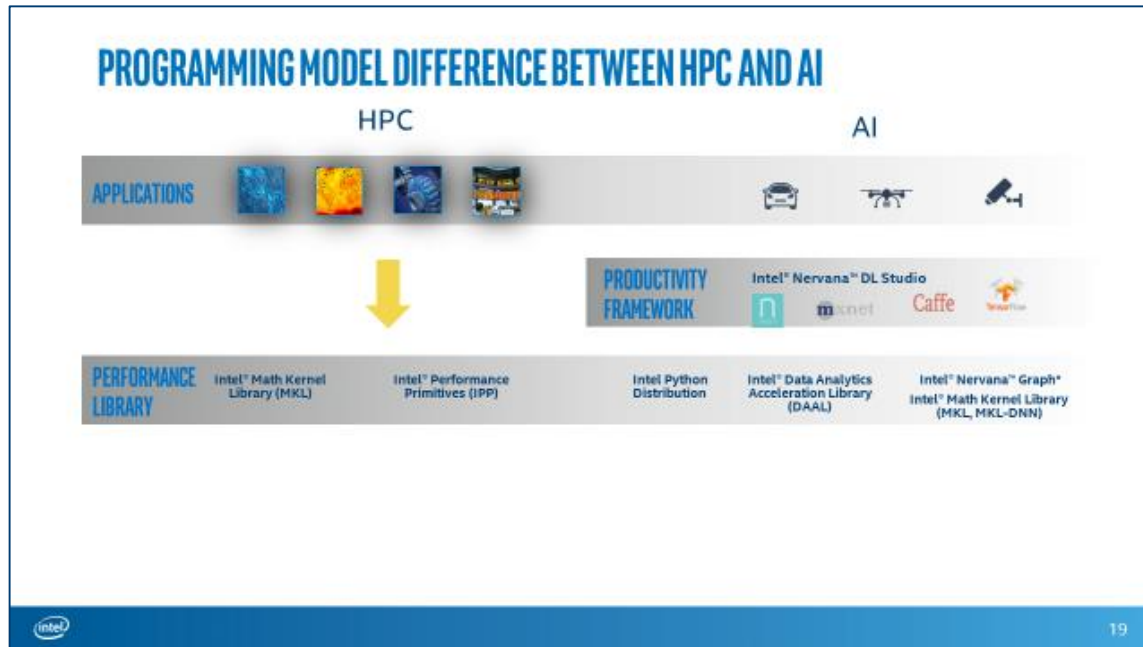 PROGRAMMING MODEL DIFFERENCE BETWEEN HPC AND AI
HPC
AI
APPLICATIONS
PRODUCTIVITY
FRAMEWORK
Intel® Nervana™ DL Studio
n
mxnet
Caffe
TensorFlow
PERFORMANCE
LIBRARY
Intel® Math Kernel
Library (MKL)
Intel® Performance
Primitives (IPP)
Intel Python
Distribution
Intel® Data Analytics
Acceleration Library
(DAAL)
Intel® Nervana™ Graph*
Intel® Math Kernel Library
(MKL, MKL-DNN)
intel
19